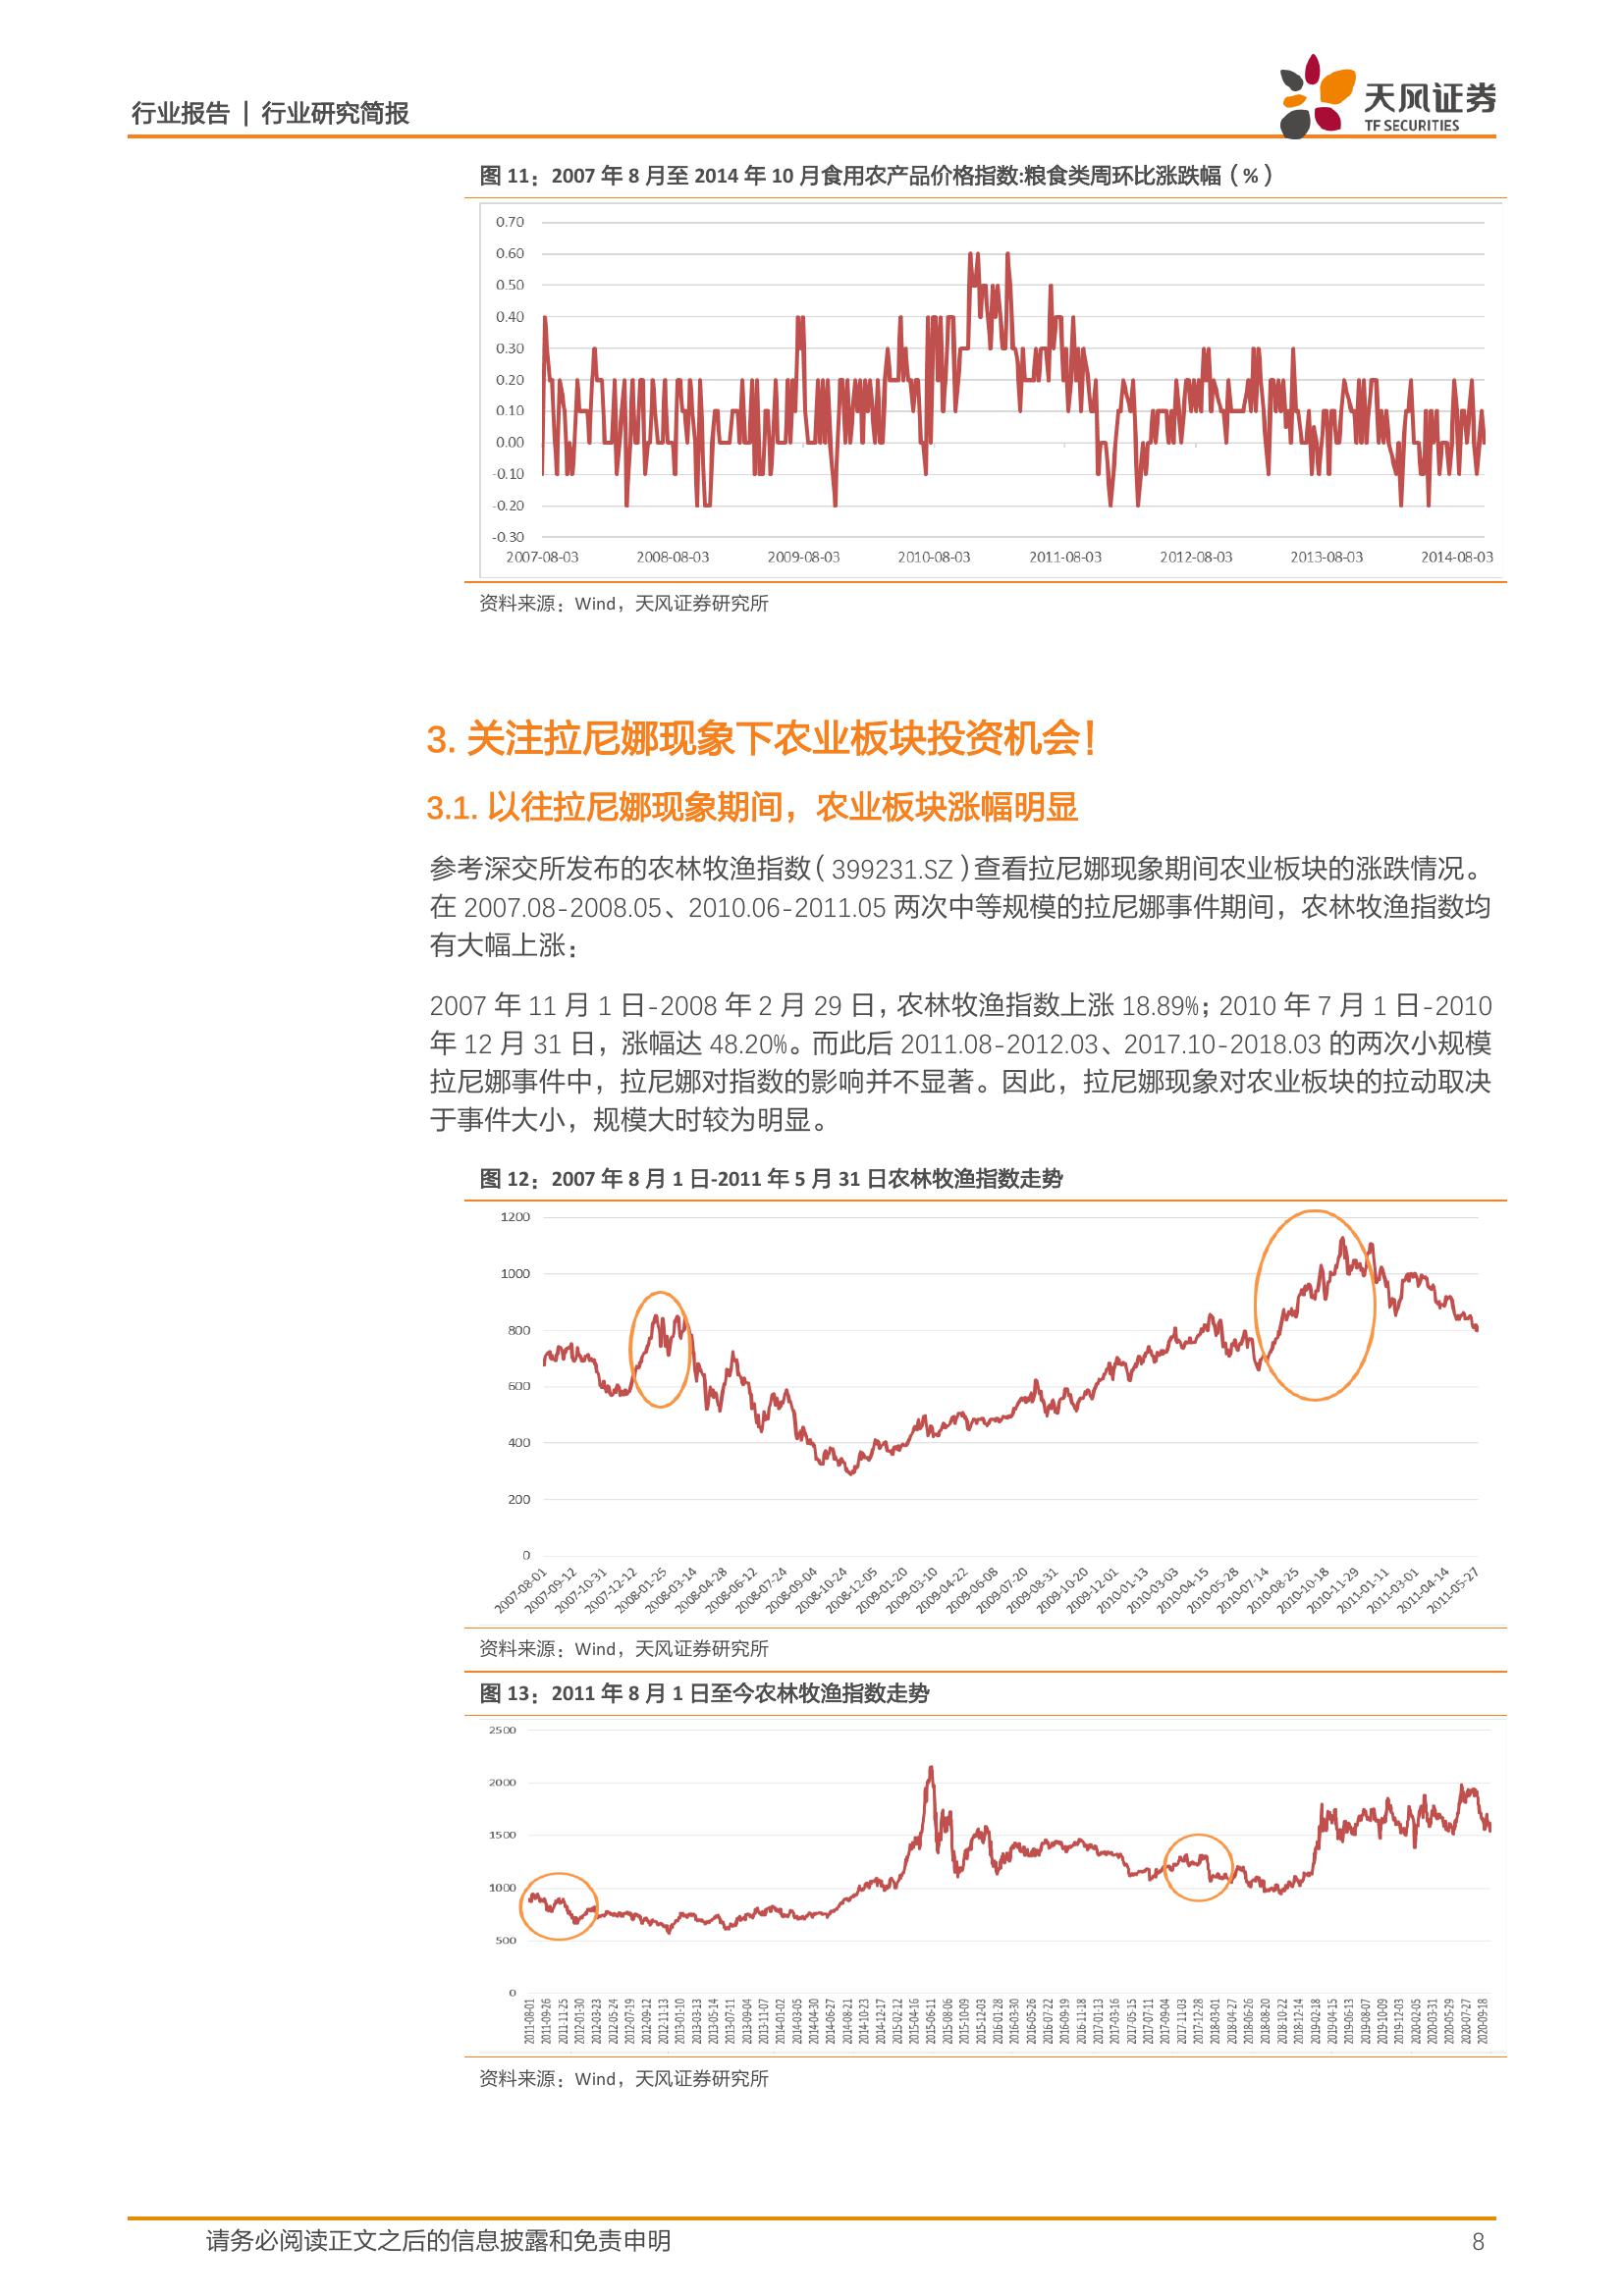 行业报告 | 行业研究简报
天风证券
TF SECURITIES
图 11：2007 年 8 月至 2014 年 10 月食用农产品价格指数:粮食类周环比涨跌幅（%）
0.70
0.60
0.50
0.40
0.30
0.20
0.10
0.00
-0.10
-0.20
-0.30
2007-08-03 2008-08-03 2009-08-03 2010-08-03 2011-08-03 2012-08-03 2013-08-03 2014-08-03
资料来源：Wind，天风证券研究所
3. 关注拉尼娜现象下农业板块投资机会！
3.1. 以往拉尼娜现象期间，农业板块涨幅明显
参考深交所发布的农林牧渔指数（399231.SZ）查看拉尼娜现象期间农业板块的涨跌情况。
在 2007.08-2008.05、2010.06-2011.05 两次中等规模的拉尼娜事件期间，农林牧渔指数均
有大幅上涨：
2007 年 11 月 1 日-2008 年 2 月 29 日，农林牧渔指数上涨 18.89%；2010 年 7 月 1 日-2010
年 12 月 31 日，涨幅达 48.20%。而此后 2011.08-2012.03、2017.10-2018.03 的两次小规模
拉尼娜事件中，拉尼娜对指数的影响并不显著。因此，拉尼娜现象对农业板块的拉动取决
于事件大小，规模大时较为明显。
图 12：2007 年 8 月 1 日-2011 年 5 月 31 日农林牧渔指数走势
1200
1000
800
600
400
200
0
2007-08-01 2007-09-12 2007-10-31 2007-12-12 2008-01-25 2008-03-14 2008-04-28 2008-06-12 2008-07-24 2008-09-04 2008-10-24 2008-12-05 2009-01-20 2009-03-10 2009-04-22 2009-06-08 2009-07-20 2009-08-31 2009-10-20 2009-12-01 2010-01-13 2010-03-03 2010-04-15 2010-05-28 2010-07-14 2010-08-25 2010-10-18 2010-11-29 2011-01-11 2011-03-01 2011-04-14 2011-05-27
资料来源：Wind，天风证券研究所
图 13：2011 年 8 月 1 日至今农林牧渔指数走势
2500
2000
1500
1000
500
0
2011-08-01 2011-09-26 2011-11-25 2012-01-30 2012-03-23 2012-05-24 2012-07-19 2012-09-12 2012-11-13 2013-01-10 2013-03-13 2013-05-14 2013-07-11 2013-09-04 2013-11-07 2014-01-02 2014-03-05 2014-04-30 2014-06-27 2014-08-21 2014-10-23 2014-12-17 2015-02-12 2015-04-16 2015-06-11 2015-08-06 2015-10-09 2015-12-03 2016-01-28 2016-03-30 2016-05-26 2016-07-22 2016-09-19 2016-11-18 2017-01-13 2017-03-16 2017-05-15 2017-07-11 2017-09-04 2017-11-03 2017-12-28 2018-03-01 2018-04-27 2018-06-26 2018-08-20 2018-10-22 2018-12-14 2019-02-18 2019-04-15 2019-06-13 2019-08-07 2019-10-09 2019-12-03 2020-02-05 2020-03-31 2020-05-29 2020-07-27 2020-09-18
资料来源：Wind，天风证券研究所
请务必阅读正文之后的信息披露和免责申明
8